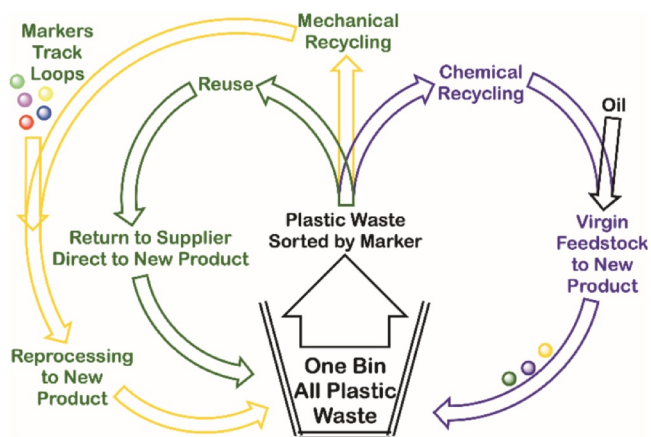 Markers
Track
Loops
Mechanical
Recycling
Reuse
Chemical
Recycling
Oil
Plastic Waste
Sorted by Marker
Return to Supplier
Direct to New Product
Virgin
Feedstock
to New
Product
Reprocessing
to New
Product
One Bin
All Plastic
Waste